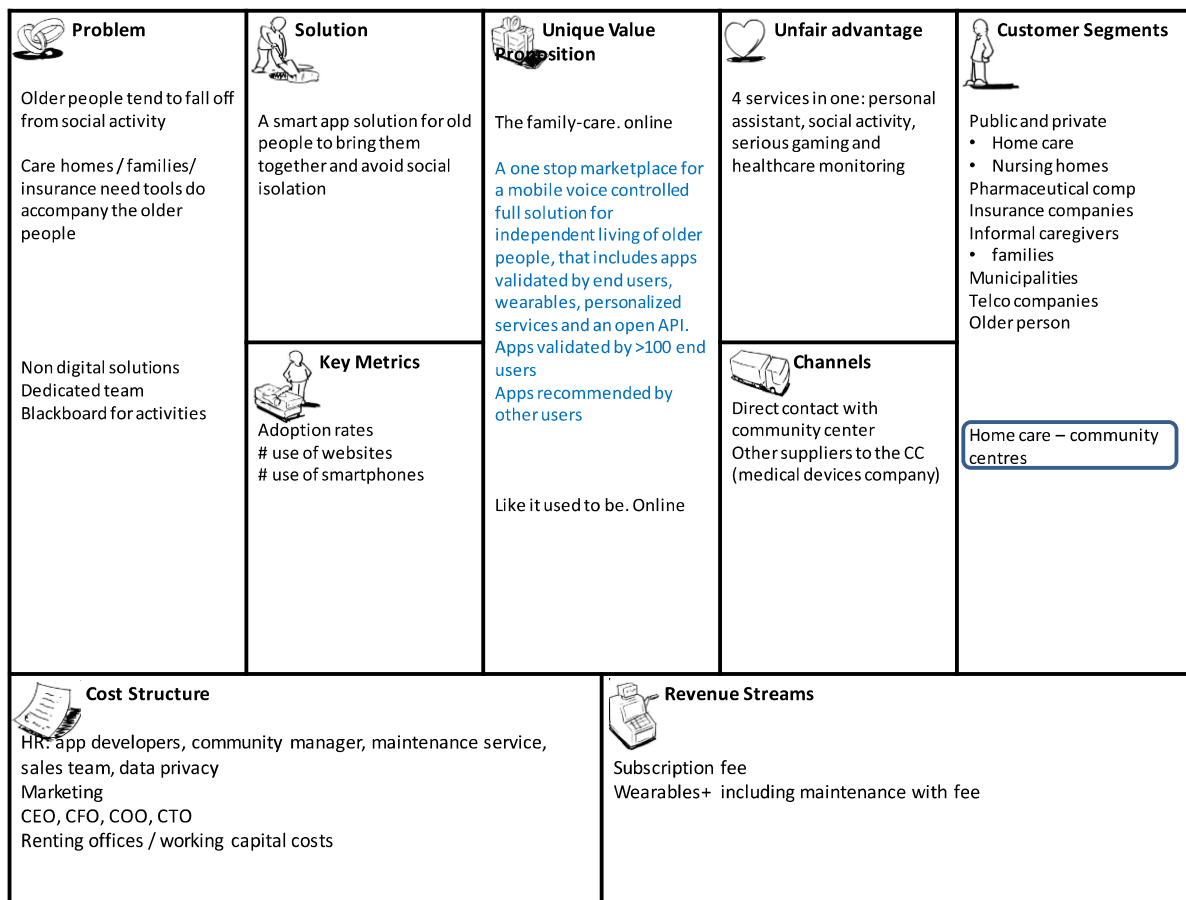 Problem
Older people tend to fall off
from social activity
Care homes / families/
insurance need tools do
accompany the older
people
Non digital solutions
Dedicated team
Blackboard for activities
Solution
A smart app solution for old
people to bring them
together and avoid social
isolation
Key Metrics
Adoption rates
# use of websites
# use of smartphones
Unique Value
Proposition
The family-care. online
A one stop marketplace for
a mobile voice controlled
full solution for
independent living of older
people, that includes apps
validated by end users,
wearables, personalized
services and an open API.
Apps validated by >100 end
users
Apps recommended by
other users
Like it used to be. Online
Unfair advantage
4 services in one: personal
assistant, social activity,
serious gaming and
healthcare monitoring
Channels
Direct contact with
community center
Other suppliers to the CC
(medical devices company)
Customer Segments
Public and private
• Home care
• Nursing homes
Pharmaceutical comp
Insurance companies
Informal caregivers
• families
Municipalities
Telco companies
Older person
Home care – community
centres
Cost Structure
HR: app developers, community manager, maintenance service,
sales team, data privacy
Marketing
CEO, CFO, COO, CTO
Renting offices / working capital costs
Revenue Streams
Subscription fee
Wearables+ including maintenance with fee